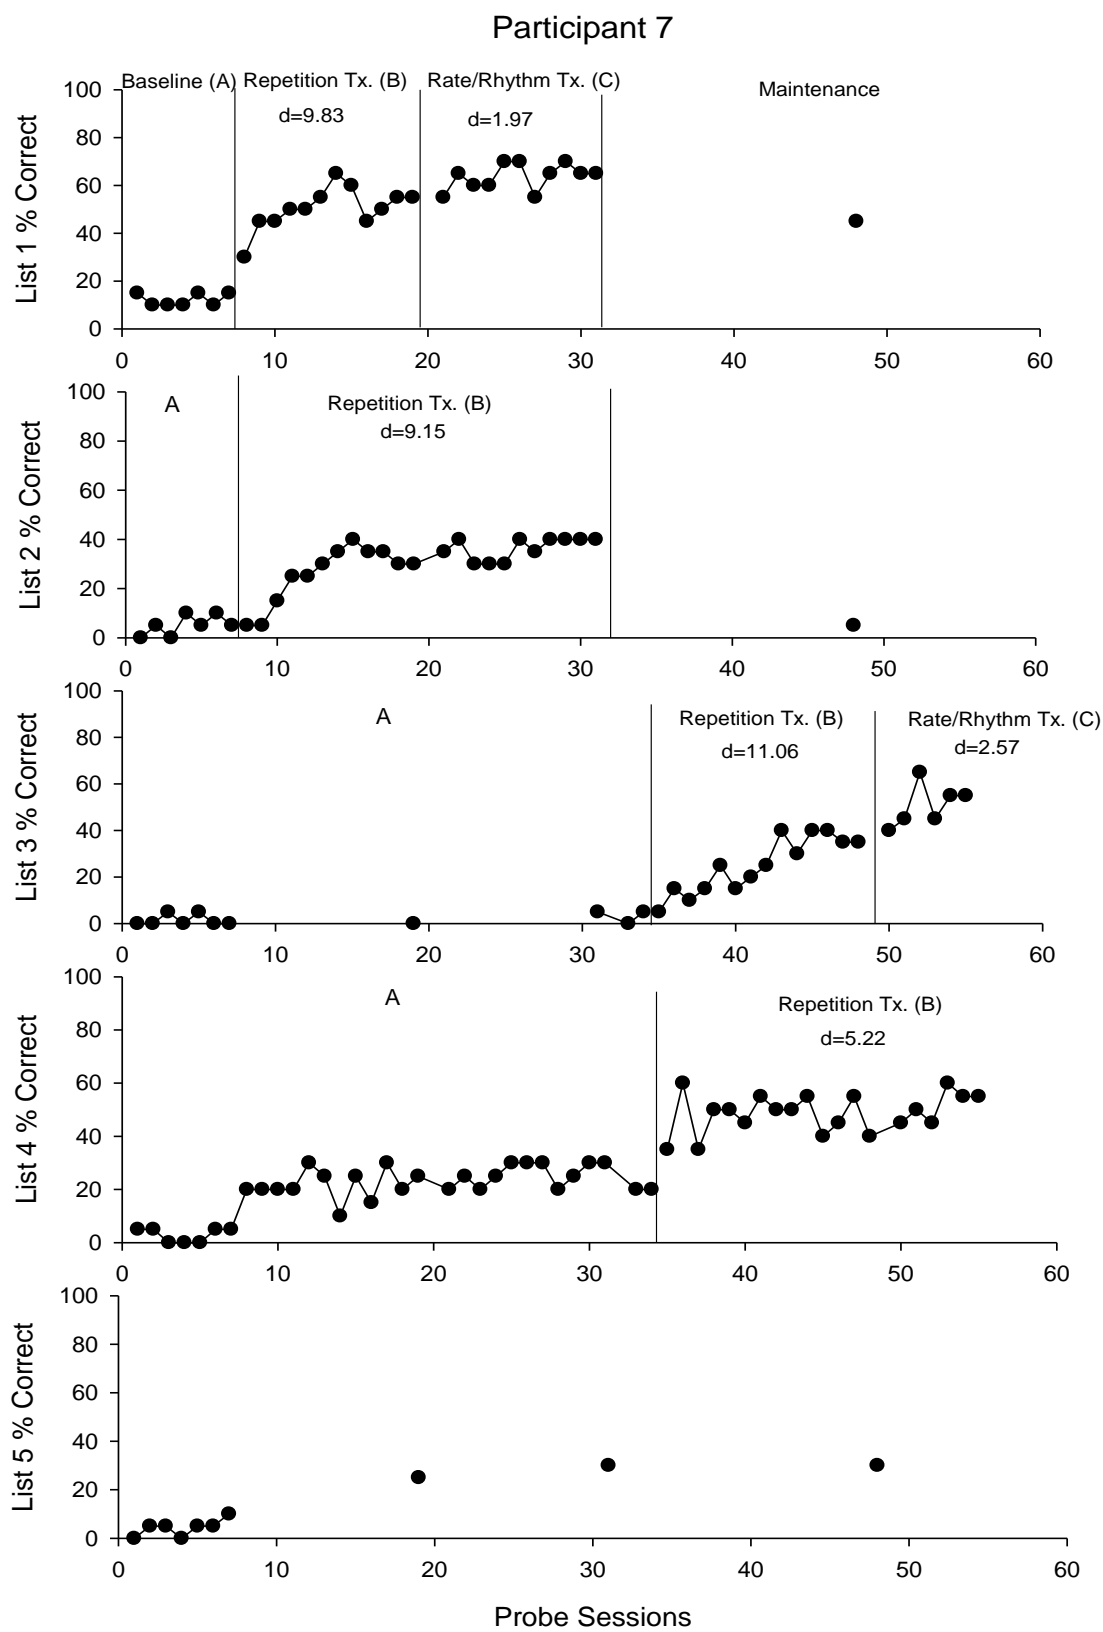 Participant 7
Baseline (A) Repetition Tx. (B) Rate/Rhythm Tx. (C) Maintenance
d=9.83 d=1.97
List 1 % Correct
100
80
60
40
20
0
0 10 20 30 40 50 60
A Repetition Tx. (B)
d=9.15
List 2 % Correct
100
80
60
40
20
0
0 10 20 30 40 50 60
A Repetition Tx. (B) Rate/Rhythm Tx. (C)
d=11.06 d=2.57
List 3 % Correct
100
80
60
40
20
0
0 10 20 30 40 50 60
A Repetition Tx. (B)
d=5.22
List 4 % Correct
100
80
60
40
20
0
0 10 20 30 40 50 60
List 5 % Correct
100
80
60
40
20
0
0 10 20 30 40 50 60
Probe Sessions